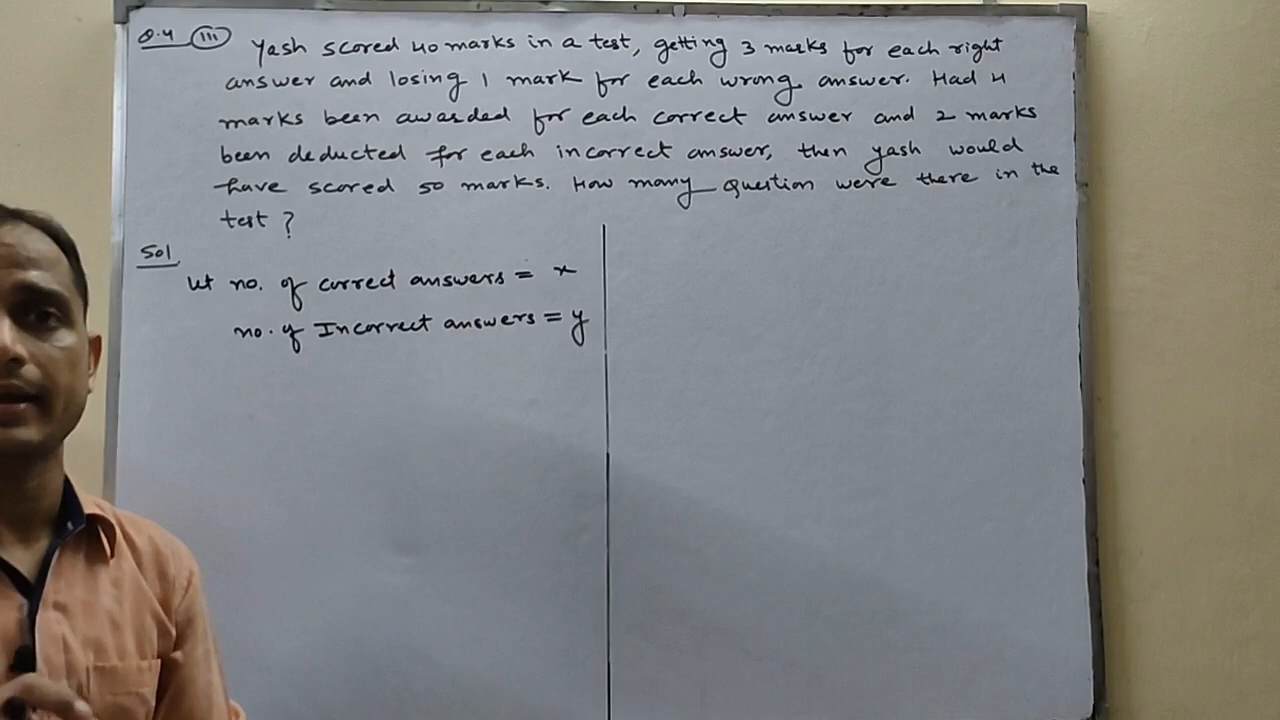 Q.4 (III) Yash scored 40 marks in a test, getting 3 marks for each right
answer and losing 1 mark for each wrong answer. Had 4
marks been awarded for each correct answer and 2 marks
been deducted for each incorrect answer, then yash would
have scored 50 marks. How many question were there in the
test ?
Sol
let no. of correct answers = x
no. of Incorrect answers = y